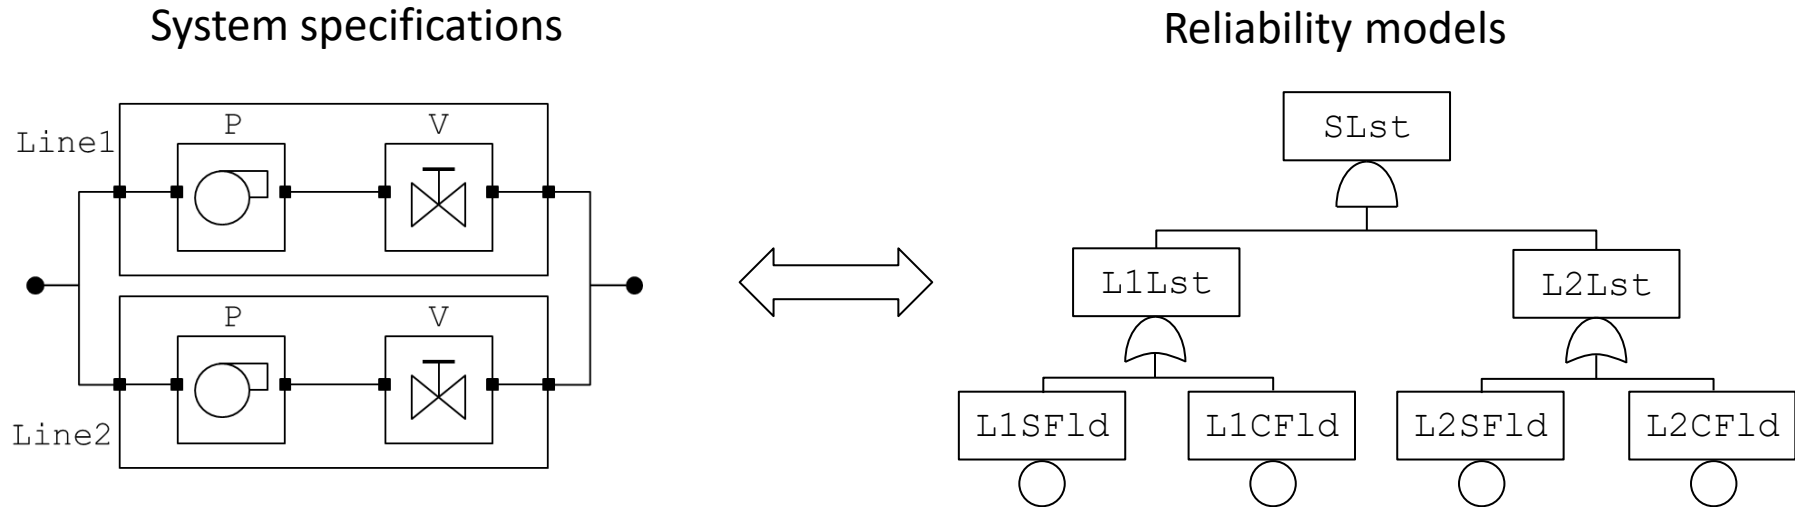 System specifications
Reliability models
Line1
P
V
P
V
Line2
SLst
L1Lst
L2Lst
L1SFld
L1CFld
L2SFld
L2CFld